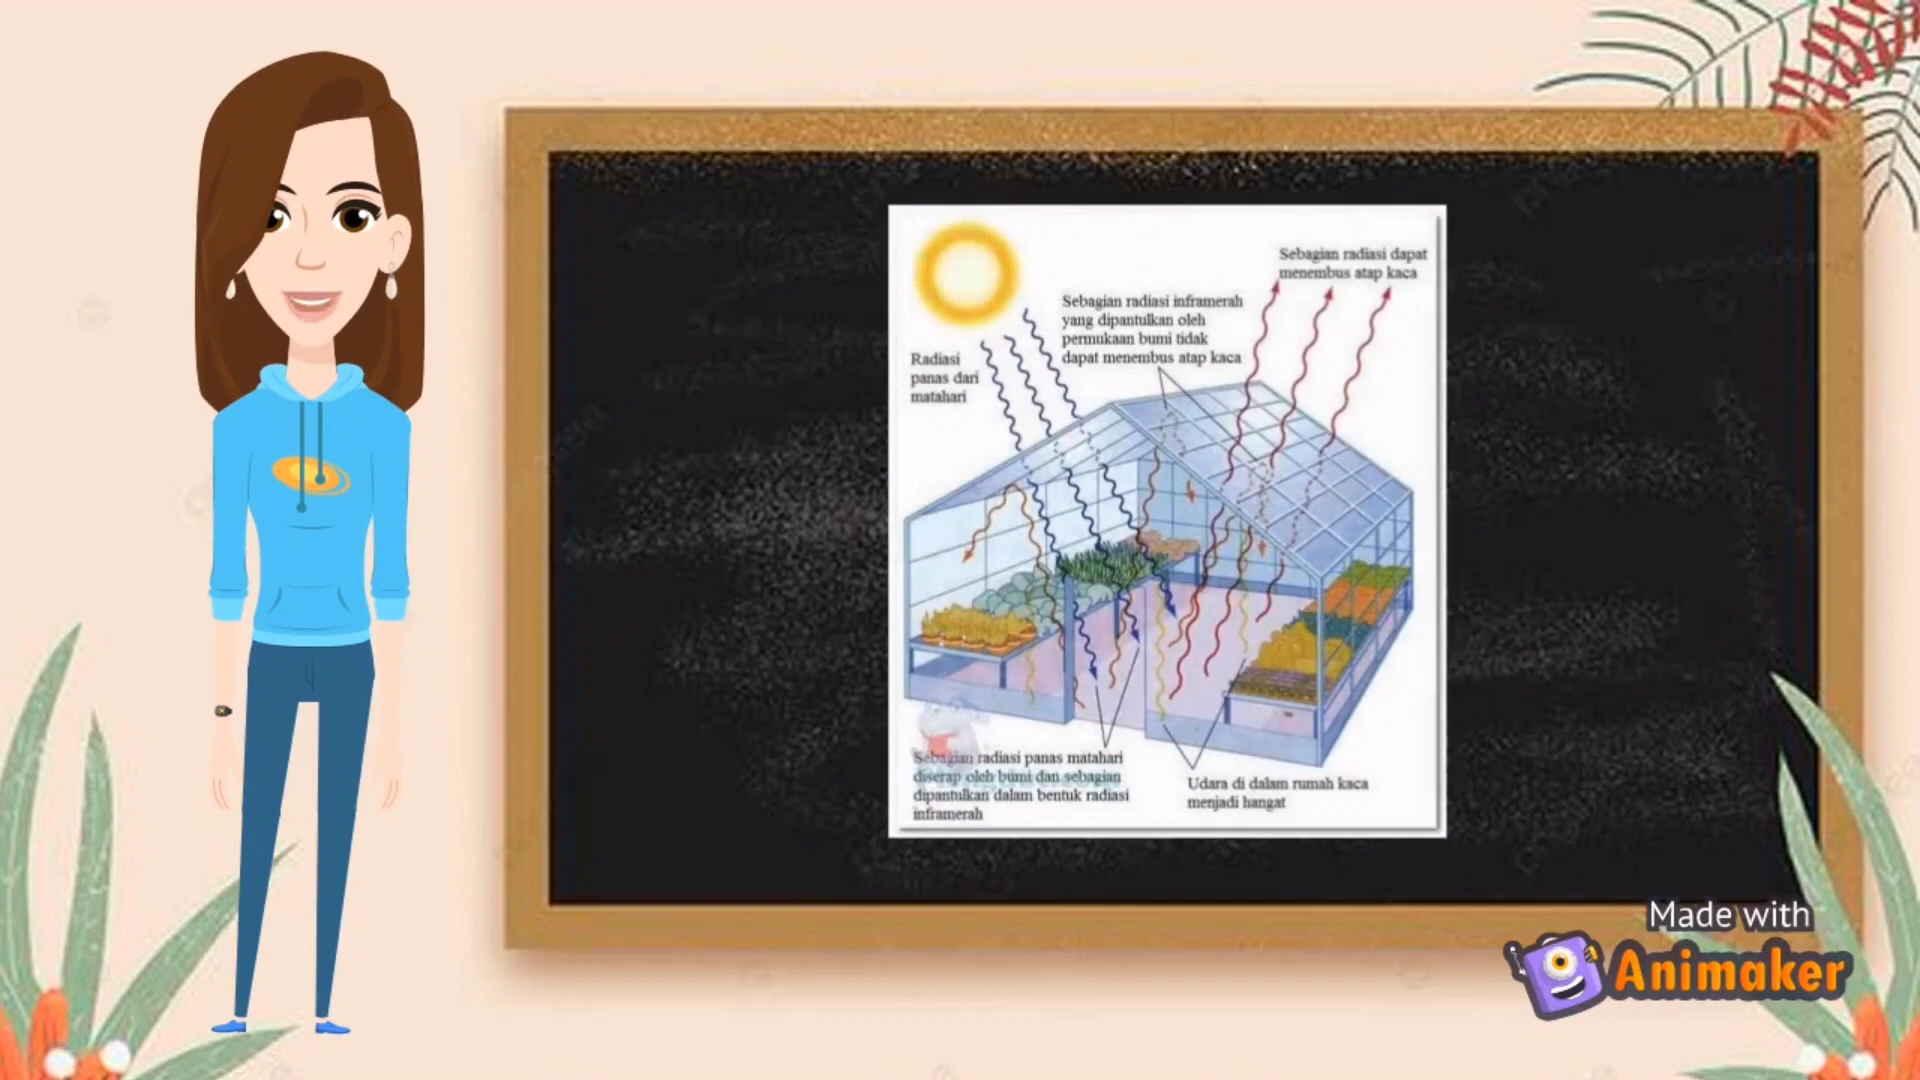 Sebagian radiasi dapat
menembus atap kaca
Sebagian radiasi inframerah
yang dipantulkan oleh
permukaan bumi tidak
dapat menembus atap kaca
Radiasi
panas dari
matahari
Sebagian radiasi panas matahari
diserap oleh bumi dan sebagian
dipantulkan dalam bentuk radiasi
inframerah
Udara di dalam rumah kaca
menjadi hangat
Made with
Animaker